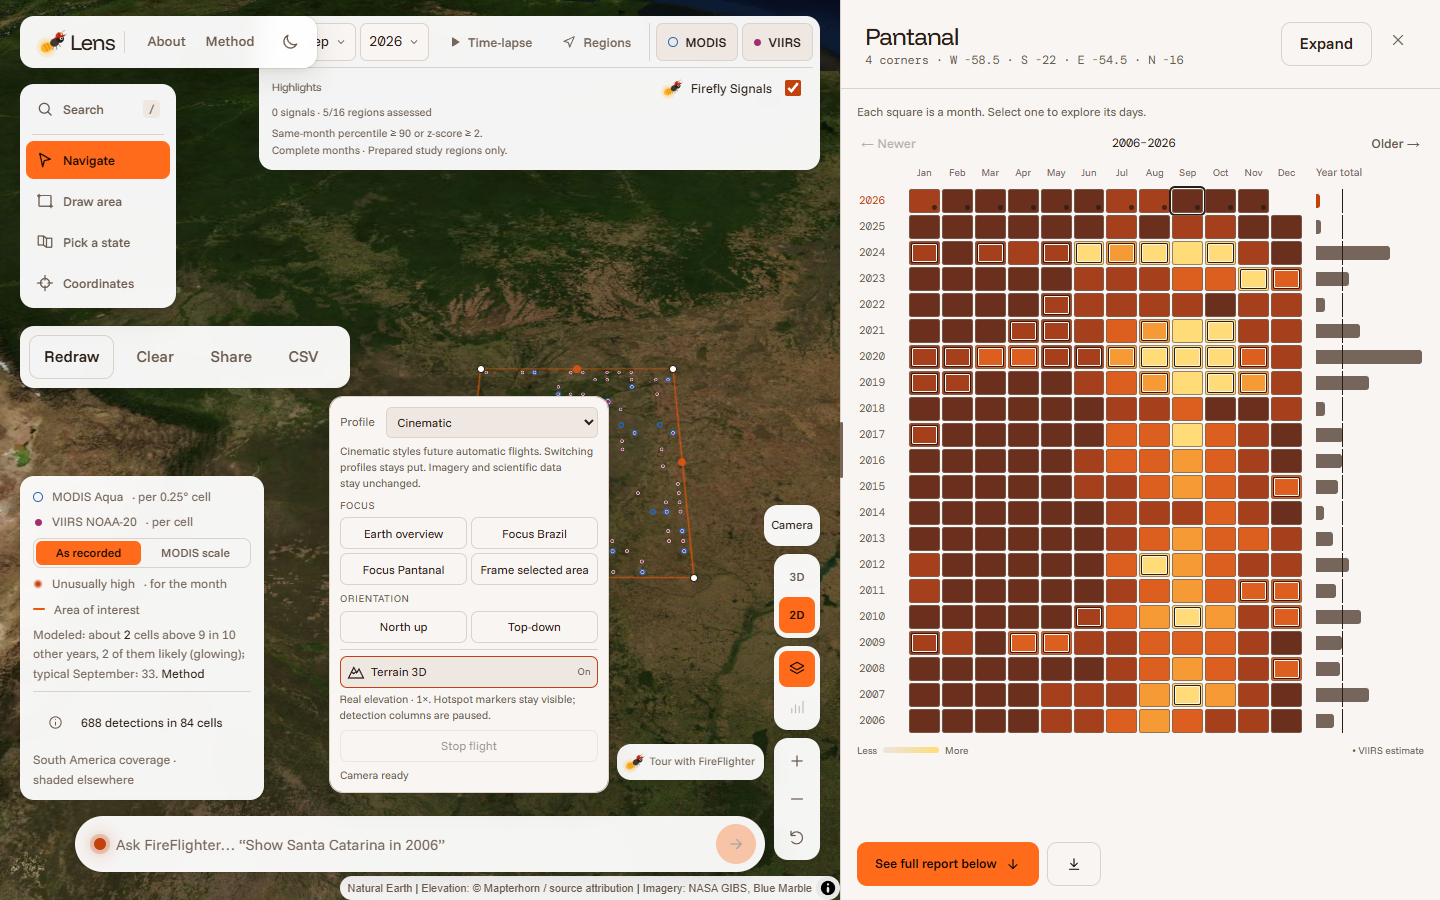 Lens
About
Method
ep
2026
Time-lapse
Regions
MODIS
VIIRS
Highlights
Firefly Signals
0 signals · 5/16 regions assessed
Same-month percentile ≥ 90 or z-score ≥ 2.
Complete months · Prepared study regions only.
Search
/
Navigate
Draw area
Pick a state
Coordinates
Redraw
Clear
Share
CSV
MODIS Aqua · per 0.25° cell
VIIRS NOAA-20 · per cell
As recorded
MODIS scale
Unusually high · for the month
Area of interest
Modeled: about 2 cells above 9 in 10
other years, 2 of them likely (glowing);
typical September: 33. Method
688 detections in 84 cells
South America coverage ·
shaded elsewhere
Profile
Cinematic
Cinematic styles future automatic flights. Switching
profiles stays put. Imagery and scientific data
stay unchanged.
FOCUS
Earth overview
Focus Brazil
Focus Pantanal
Frame selected area
ORIENTATION
North up
Top-down
Terrain 3D
On
Real elevation · 1×. Hotspot markers stay visible;
detection columns are paused.
Stop flight
Camera ready
Camera
3D
2D
Tour with FireFlighter
Ask FireFlighter... “Show Santa Catarina in 2006”
Natural Earth | Elevation: © Mapterhorn / source attribution | Imagery: NASA GIBS, Blue Marble
Pantanal
4 corners · W -58.5 · S -22 · E -54.5 · N -16
Expand
Each square is a month. Select one to explore its days.
← Newer
2006–2026
Older →
Jan Feb Mar Apr May Jun Jul Aug Sep Oct Nov Dec Year total
2026
2025
2024
2023
2022
2021
2020
2019
2018
2017
2016
2015
2014
2013
2012
2011
2010
2009
2008
2007
2006
Less
More
• VIIRS estimate
See full report below ↓